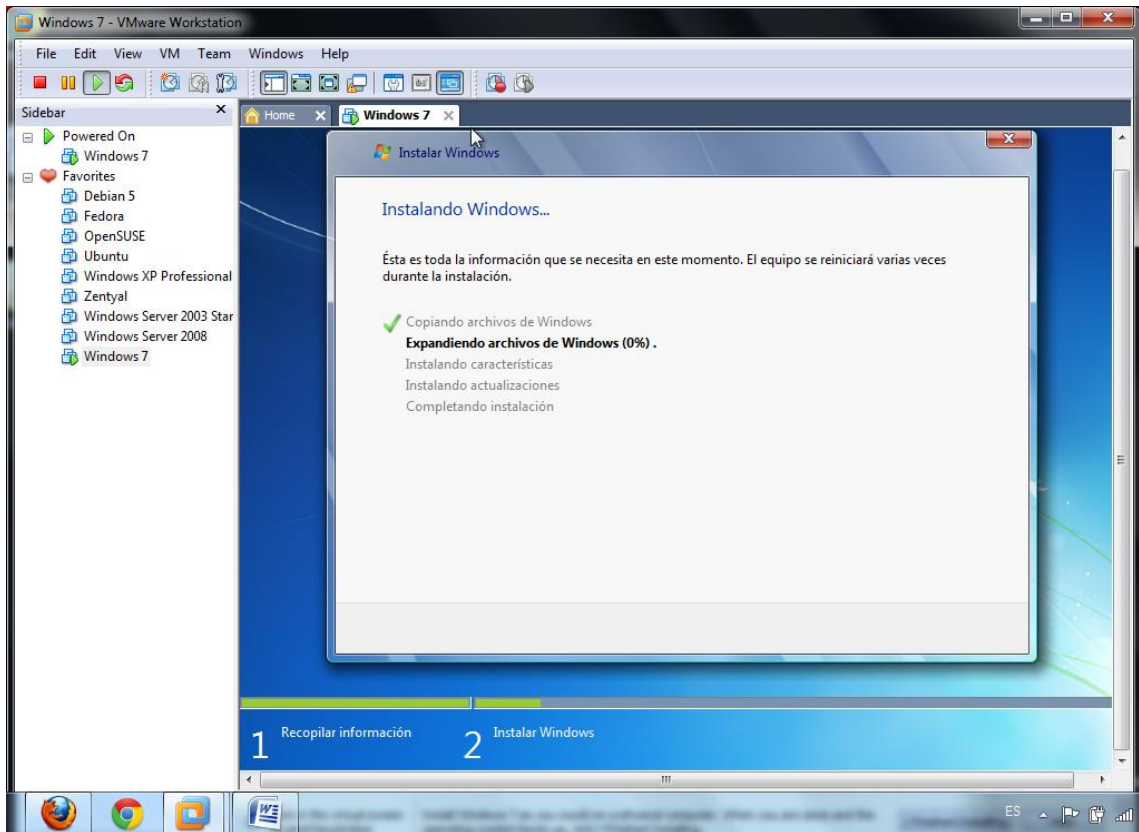 Windows 7 - VMware Workstation
File Edit View VM Team Windows Help
Sidebar
Powered On
Windows 7
Favorites
Debian 5
Fedora
OpenSUSE
Ubuntu
Windows XP Professional
Zentyal
Windows Server 2003 Star
Windows Server 2008
Windows 7
Home
Windows 7
Instalar Windows
Instalando Windows...
Ésta es toda la información que se necesita en este momento. El equipo se reiniciará varias veces
durante la instalación.
Copiando archivos de Windows
Expandiendo archivos de Windows (0%) .
Instalando características
Instalando actualizaciones
Completando instalación
1 Recopilar información
2 Instalar Windows
ES